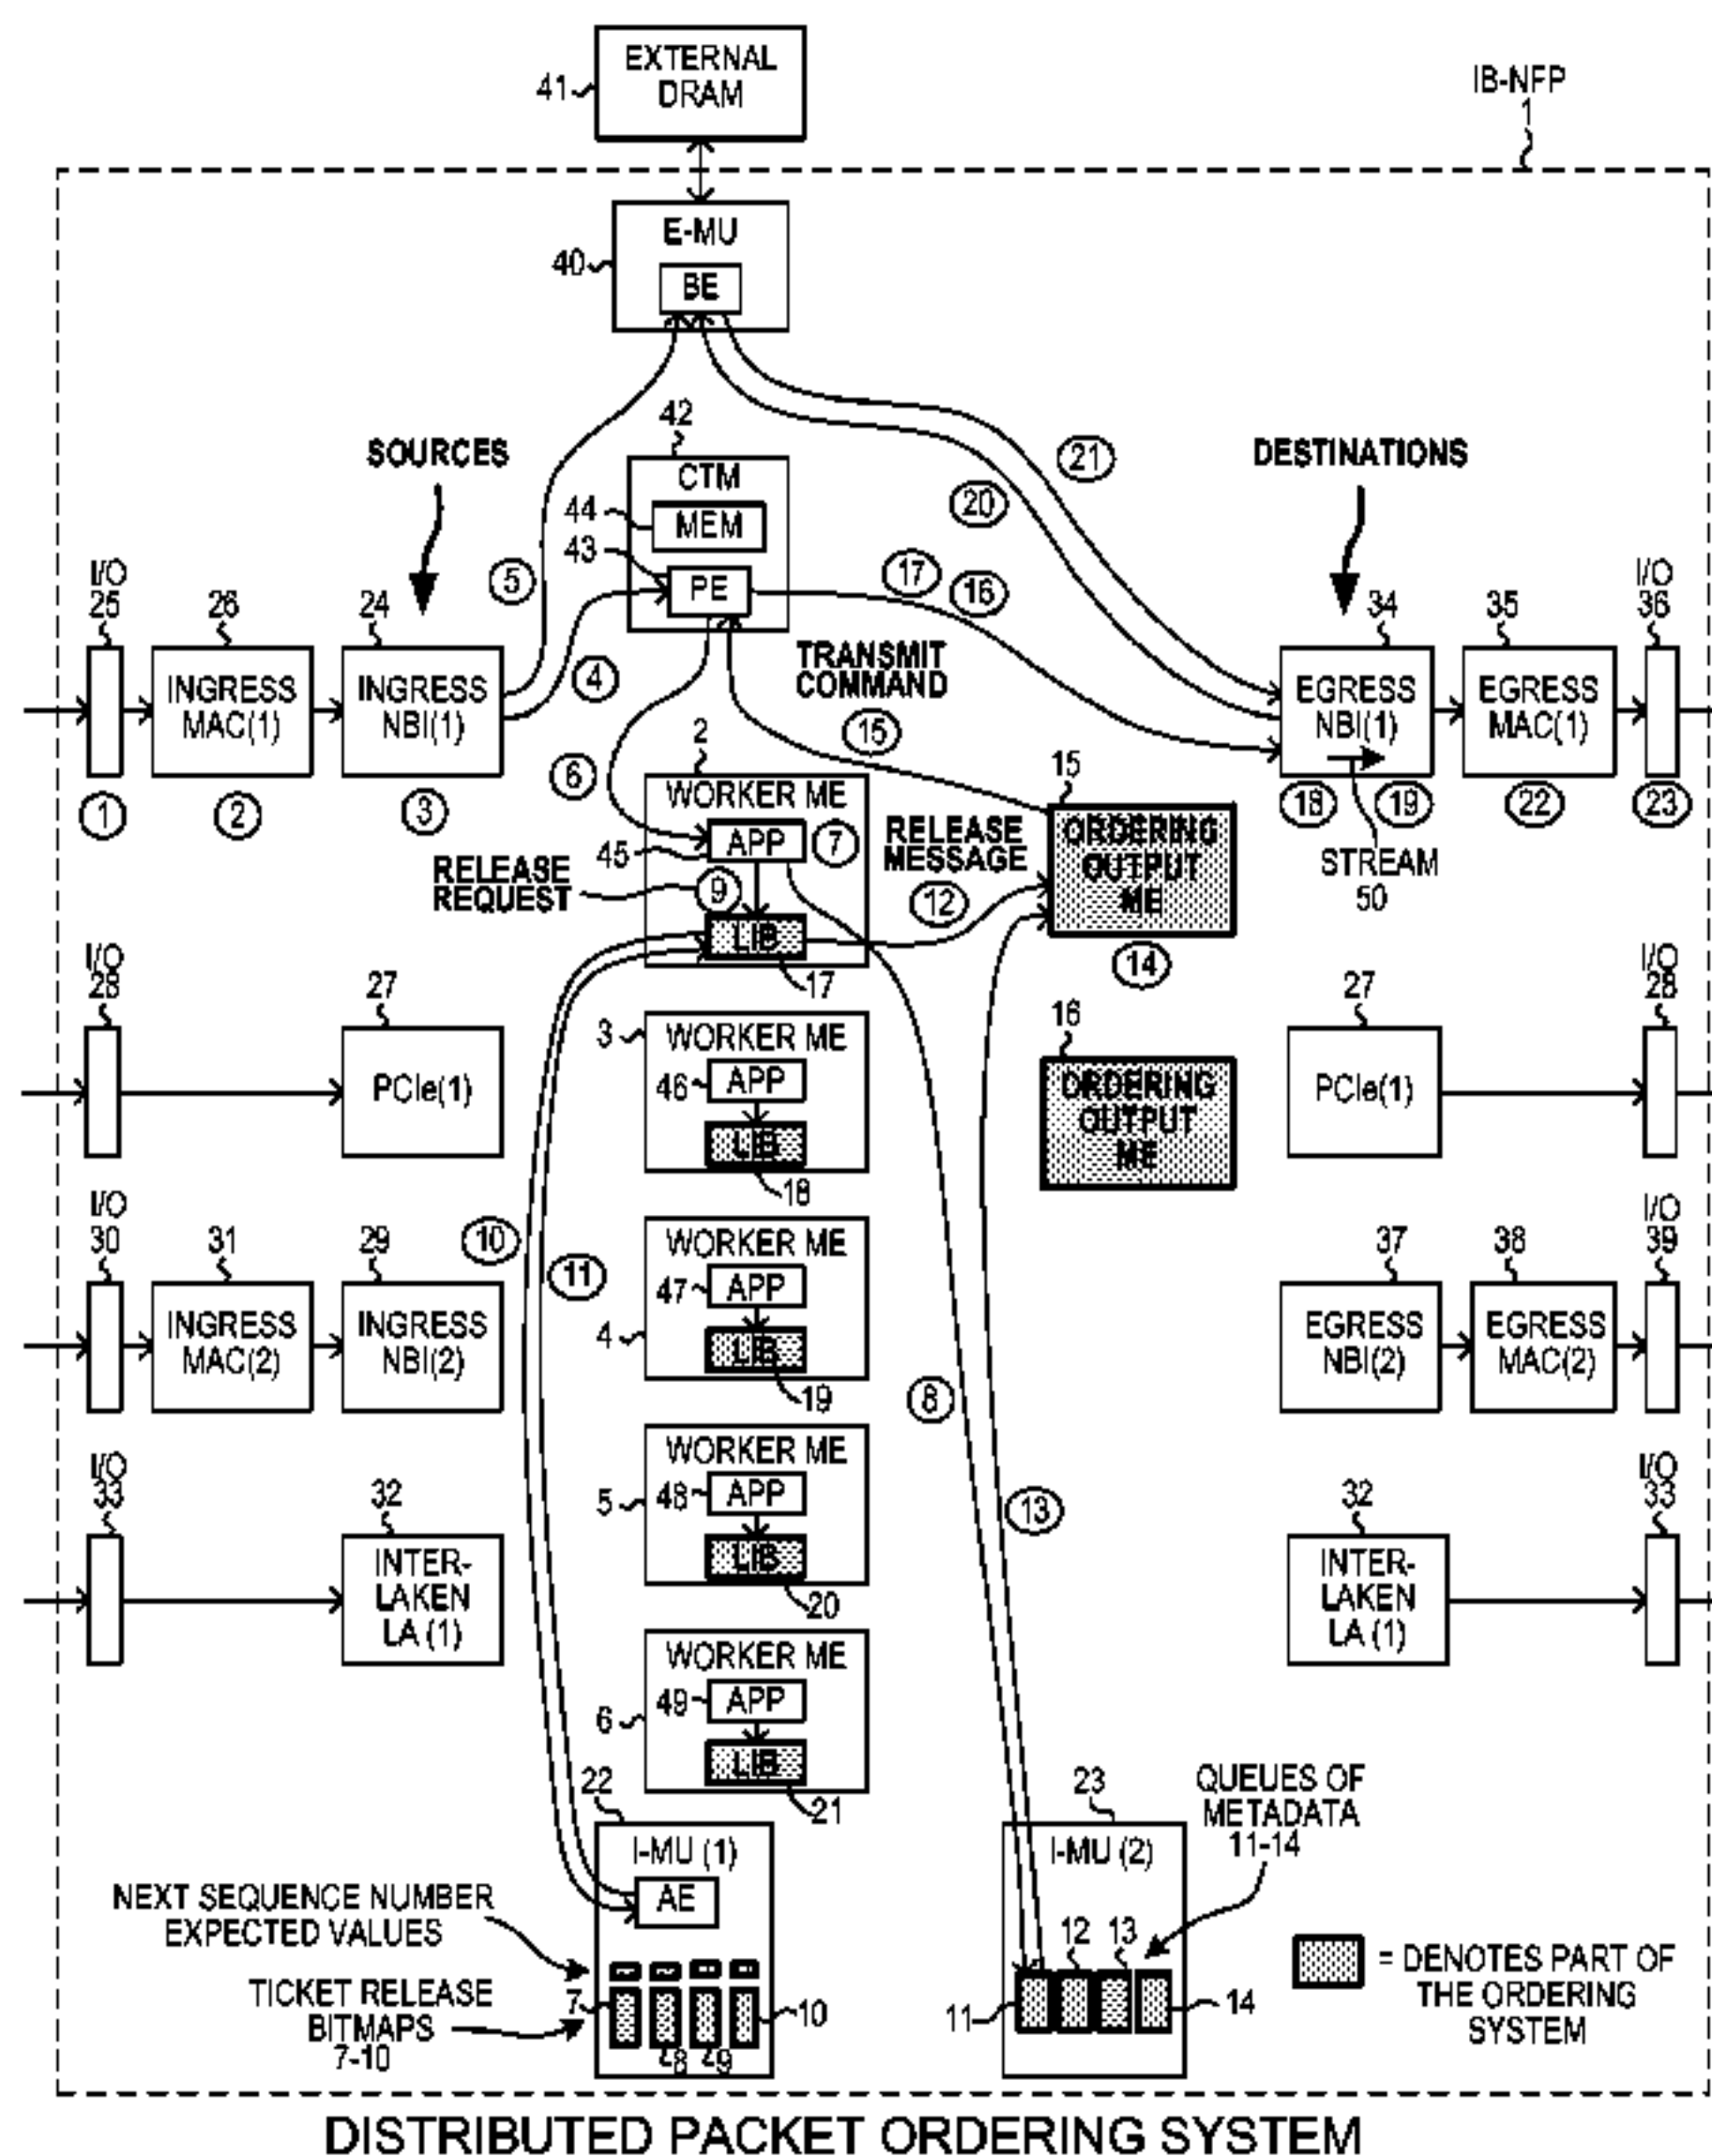 EXTERNAL
DRAM
41
IB-NFP
1
E-MU
40
BE
42
SOURCES
CTM
DESTINATIONS
21
20
44
MEM
43
PE
5
17
16
I/O
25
26
24
4
TRANSMIT
COMMAND
15
34
35
I/O
36
INGRESS
MAC(1)
INGRESS
NBI(1)
EGRESS
NBI(1)
EGRESS
MAC(1)
1
2
3
6
2
WORKER ME
APP
7
45
RELEASE
REQUEST
9
LIB
17
RELEASE
MESSAGE
12
15
ORDERING
OUTPUT
ME
14
18
19
22
23
STREAM
50
I/O
28
27
PCIe(1)
3
WORKER ME
46
APP
LIB
18
16
ORDERING
OUTPUT
ME
27
PCIe(1)
I/O
28
I/O
30
31
29
10
11
INGRESS
MAC(2)
INGRESS
NBI(2)
WORKER ME
47
APP
4
LIB
19
8
37
38
I/O
39
EGRESS
NBI(2)
EGRESS
MAC(2)
I/O
33
32
INTER-
LAKEN
LA (1)
WORKER ME
5
48
APP
LIB
20
13
32
INTER-
LAKEN
LA (1)
I/O
33
WORKER ME
49
APP
6
LIB
21
22
I-MU (1)
AE
NEXT SEQUENCE NUMBER
EXPECTED VALUES
TICKET RELEASE
BITMAPS
7-10
7
8
9
10
23
I-MU (2)
QUEUES OF
METADATA
11-14
12
13
11
14
= DENOTES PART OF
THE ORDERING
SYSTEM
DISTRIBUTED PACKET ORDERING SYSTEM